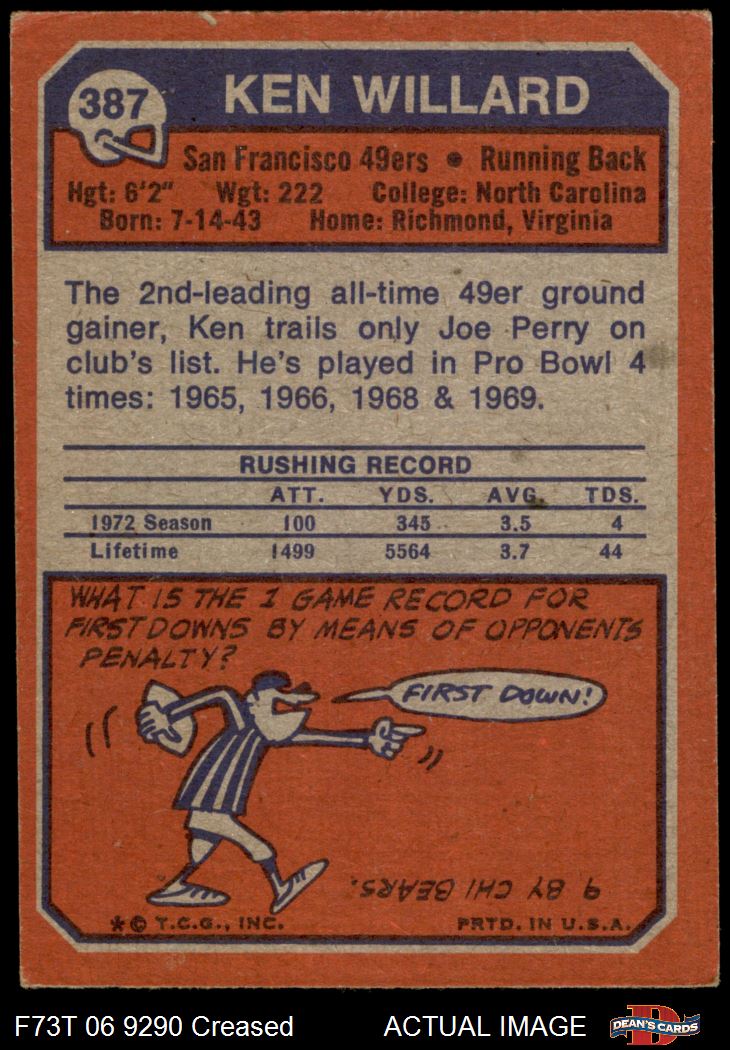 387
KEN WILLARD
San Francisco 49ers • Running Back
Hgt: 6'2" Wgt: 222 College: North Carolina
Born: 7-14-43 Home: Richmond, Virginia
The 2nd-leading all-time 49er ground
gainer, Ken trails only Joe Perry on
club's list. He's played in Pro Bowl 4
times: 1965, 1966, 1968 & 1969.
RUSHING RECORD
ATT. YDS. AVG. TDS.
1972 Season 100 345 3.5 4
Lifetime 1499 5564 3.7 44
WHAT IS THE 1 GAME RECORD FOR
FIRST DOWNS BY MEANS OF OPPONENTS
PENALTY?
FIRST DOWN!
9 BY CHI BEARS.
* © T.C.G., INC. PRTD. IN U.S.A.
F73T 06 9290 Creased ACTUAL IMAGE
D
DEAN'S CARDS